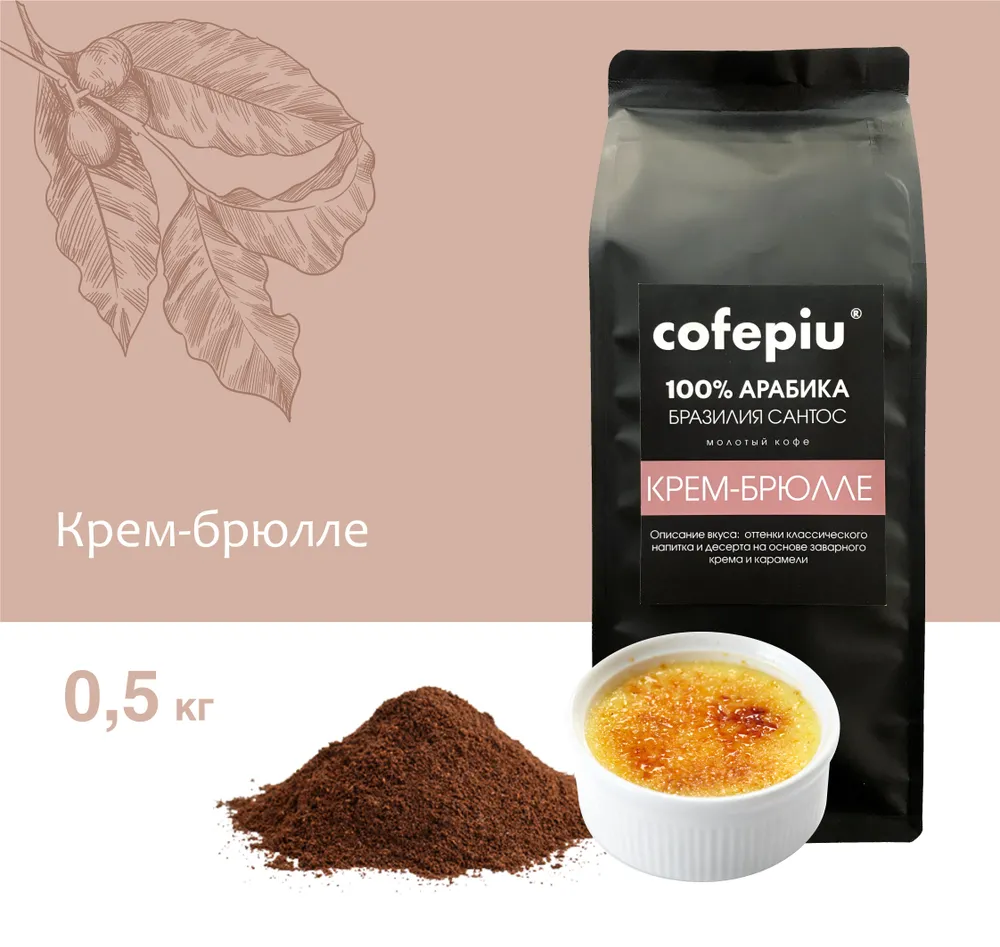 cofepiu®
100% АРАБИКА
БРАЗИЛИЯ САНТОС
молотый кофе
КРЕМ-БРЮЛЛЕ
Описание вкуса: оттенки классического
напитка и десерта на основе заварного
крема и карамели
Крем-брюлле
0,5 кг